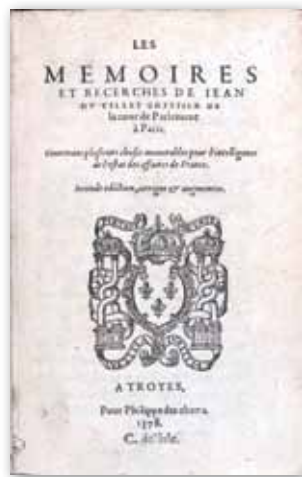 LES
MEMOIRES
ET RECERCHES DE IEAN
DV TILLET GREFFIER DE
la cour de Parlement
à Paris.
Contenans plusieurs choses memorables pour l'intelligence
de l'estat des affaires de France.
Seconde edition, corrigee & augmentee.
A TROYES,
Pour Philippe des chams.
1578.